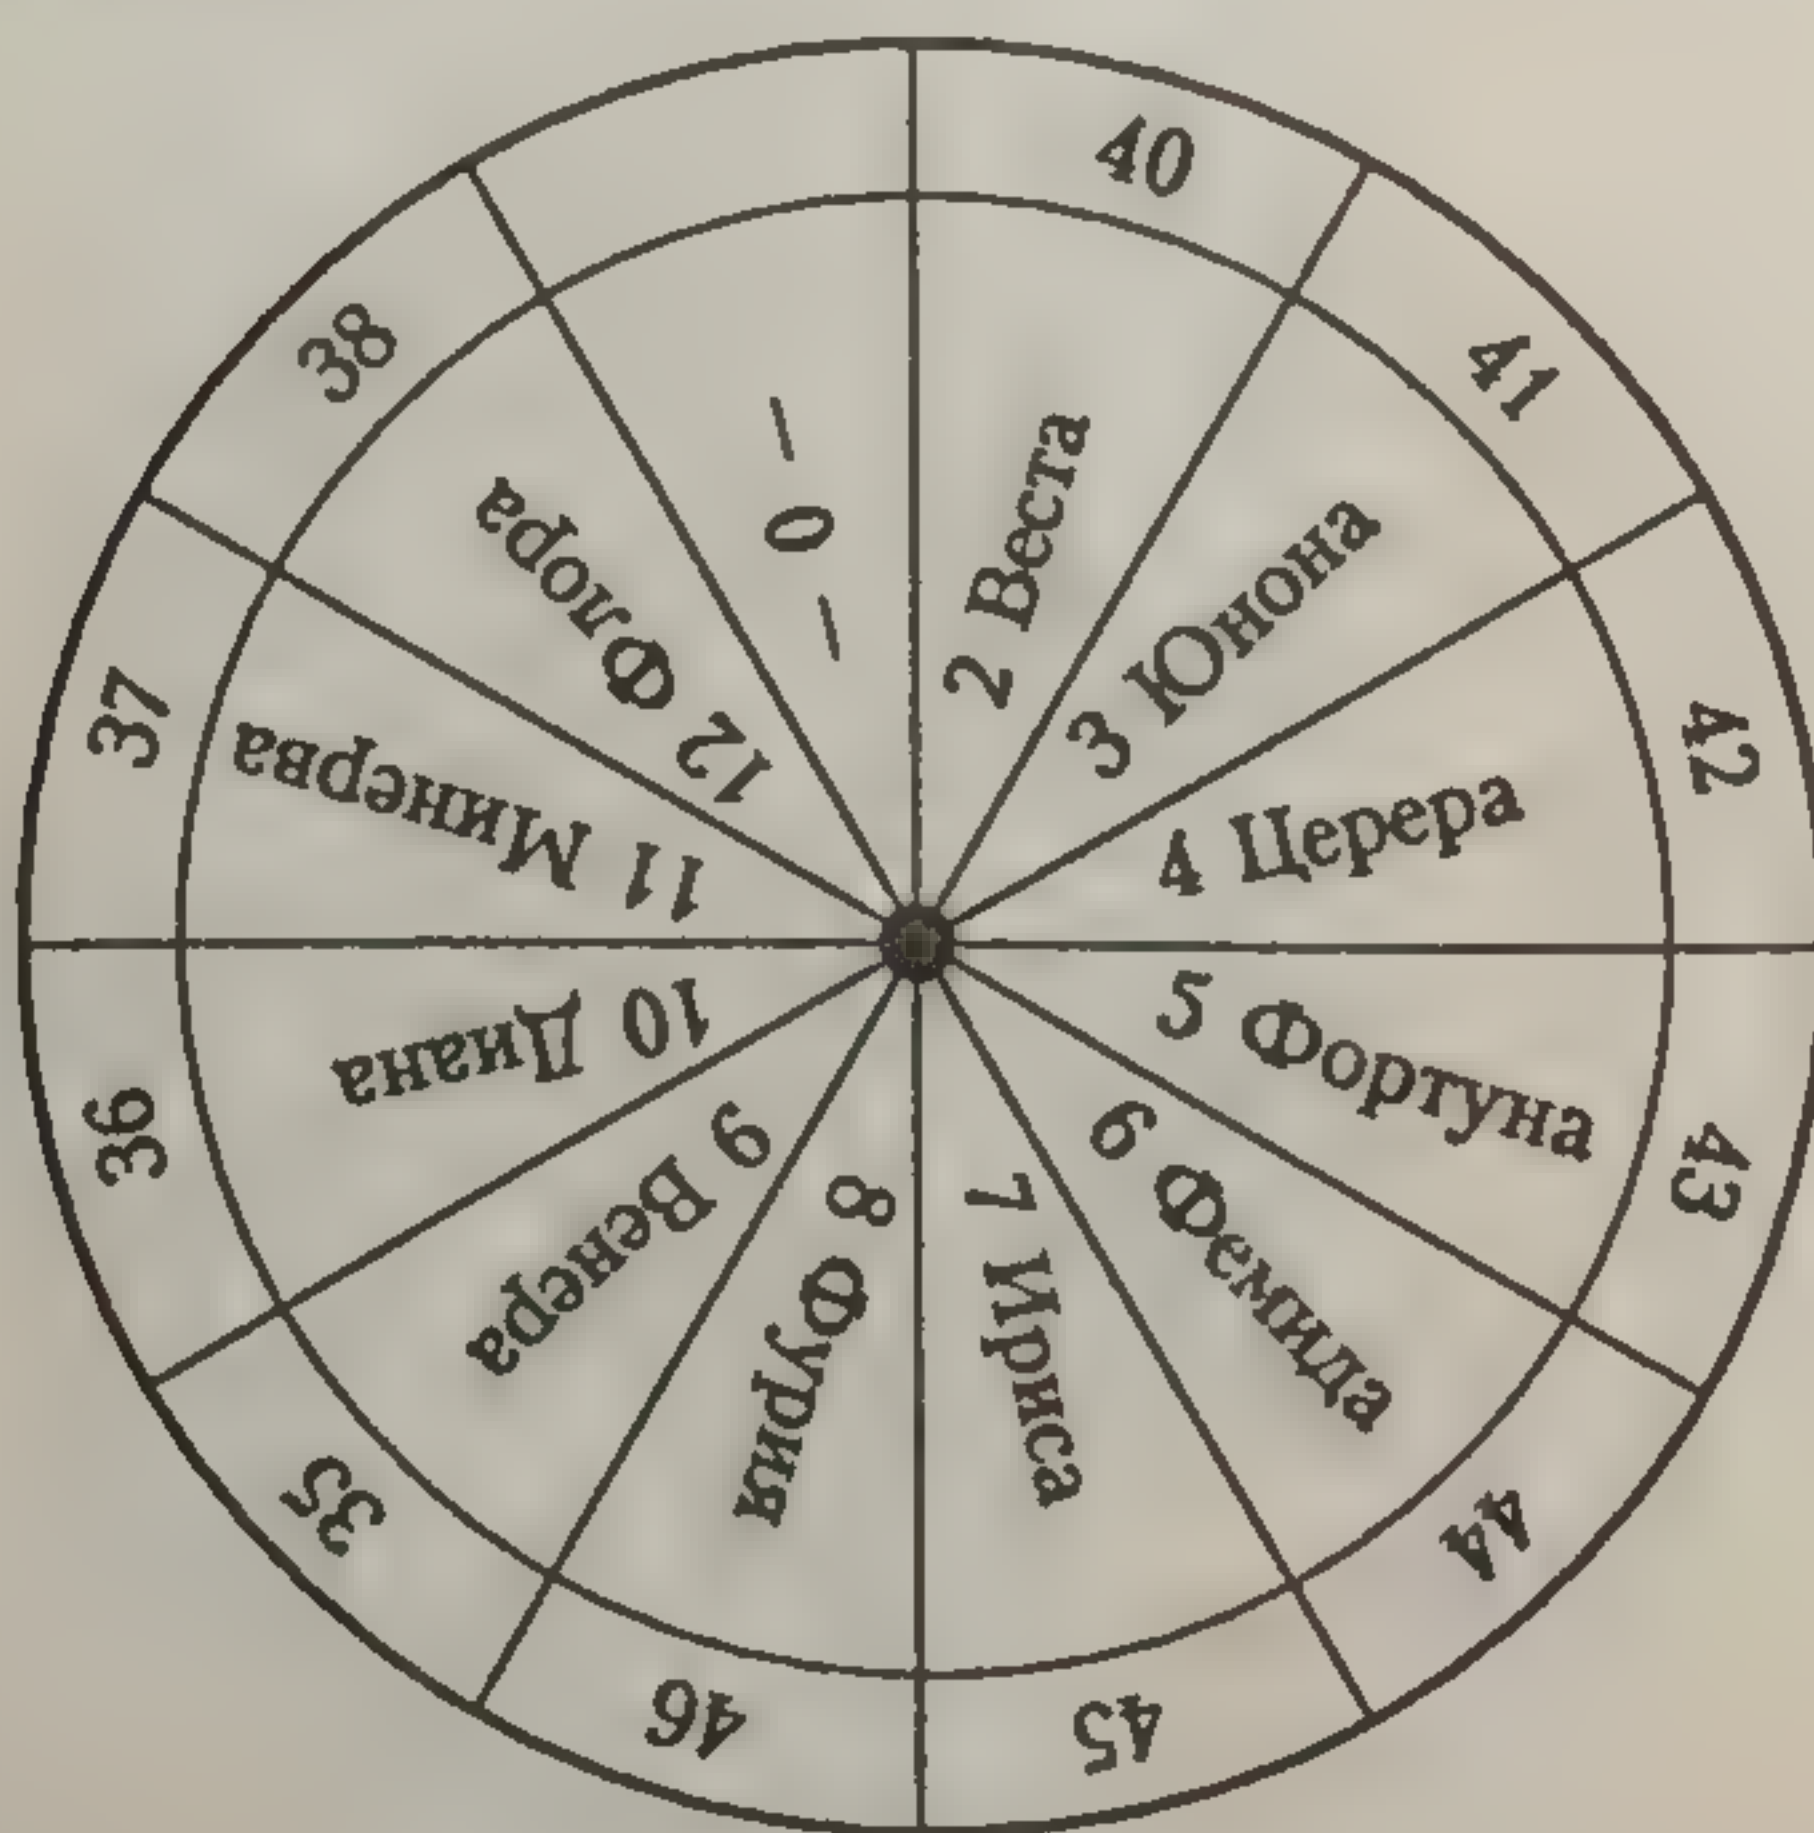 40
41
42
43
44
45
46
35
36
37
38
– 0 –
2 Веста
3 Юнона
4 Церера
5 Фортуна
6 Фемида
7 Ириса
8 Фурия
9 Венера
10 Диана
11 Минерва
12 Флора